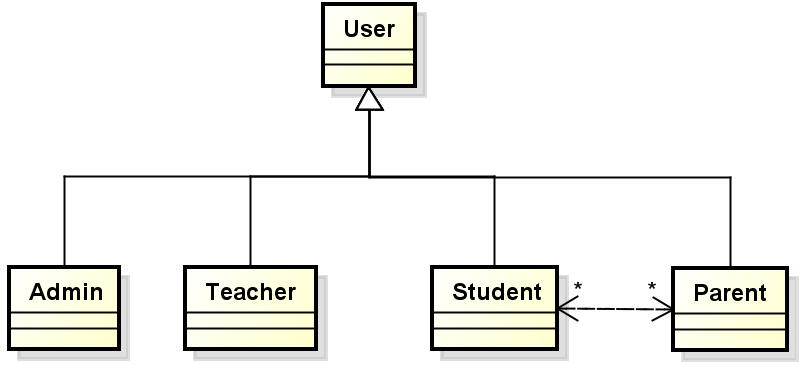 User
Admin
Teacher
Student
* *
Parent